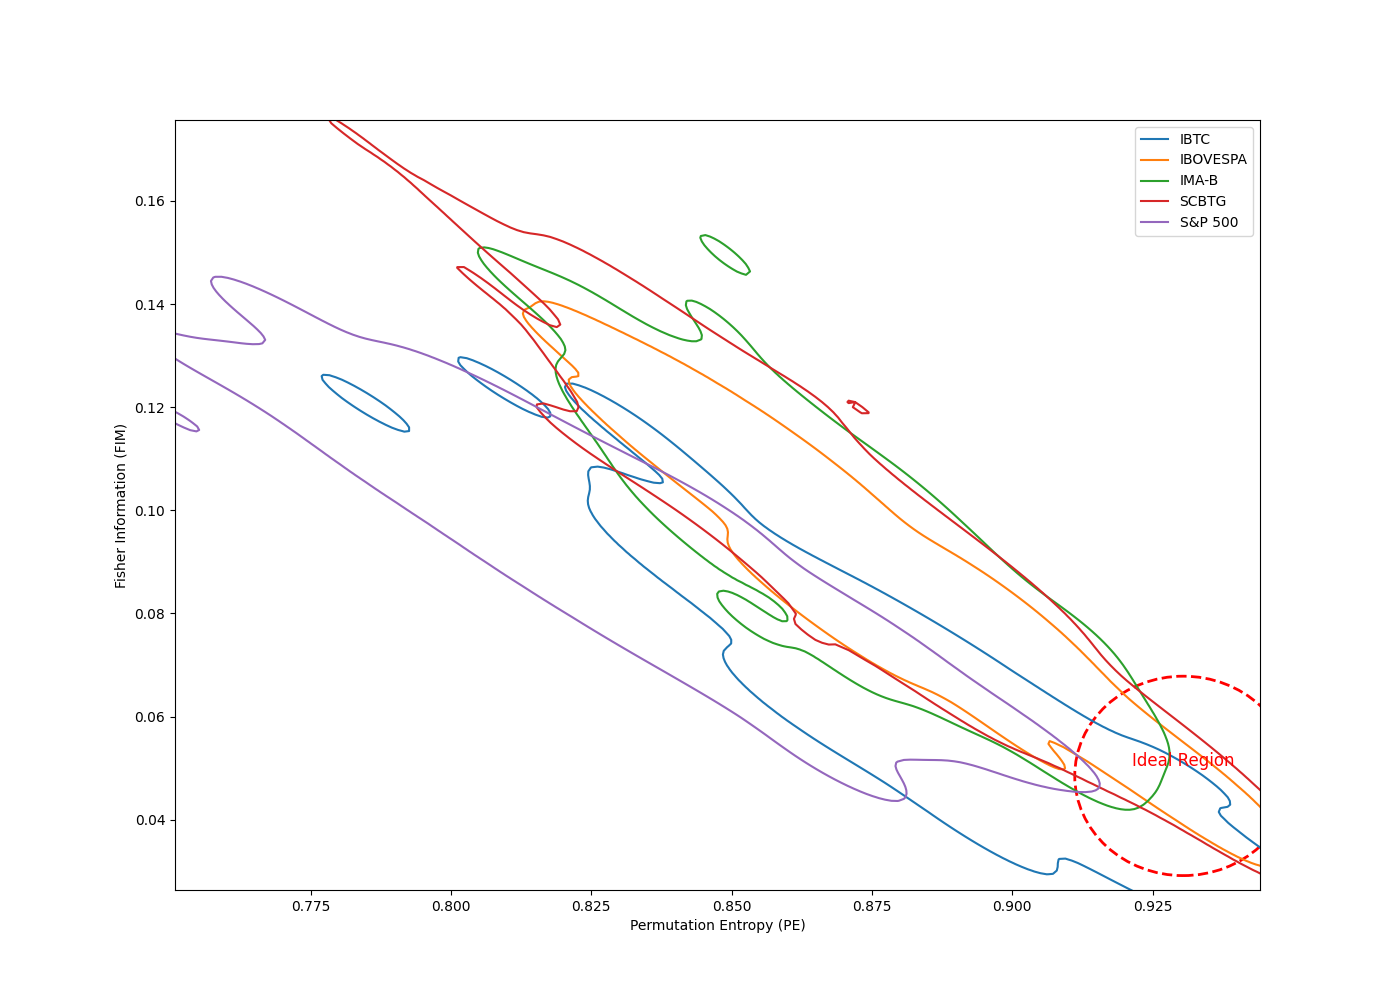 IBTC
IBOVESPA
IMA-B
SCBTG
S&P 500
0.16
0.14
0.12
0.10
0.08
0.06
0.04
Fisher Information (FIM)
Ideal Region
0.775 0.800 0.825 0.850 0.875 0.900 0.925
Permutation Entropy (PE)